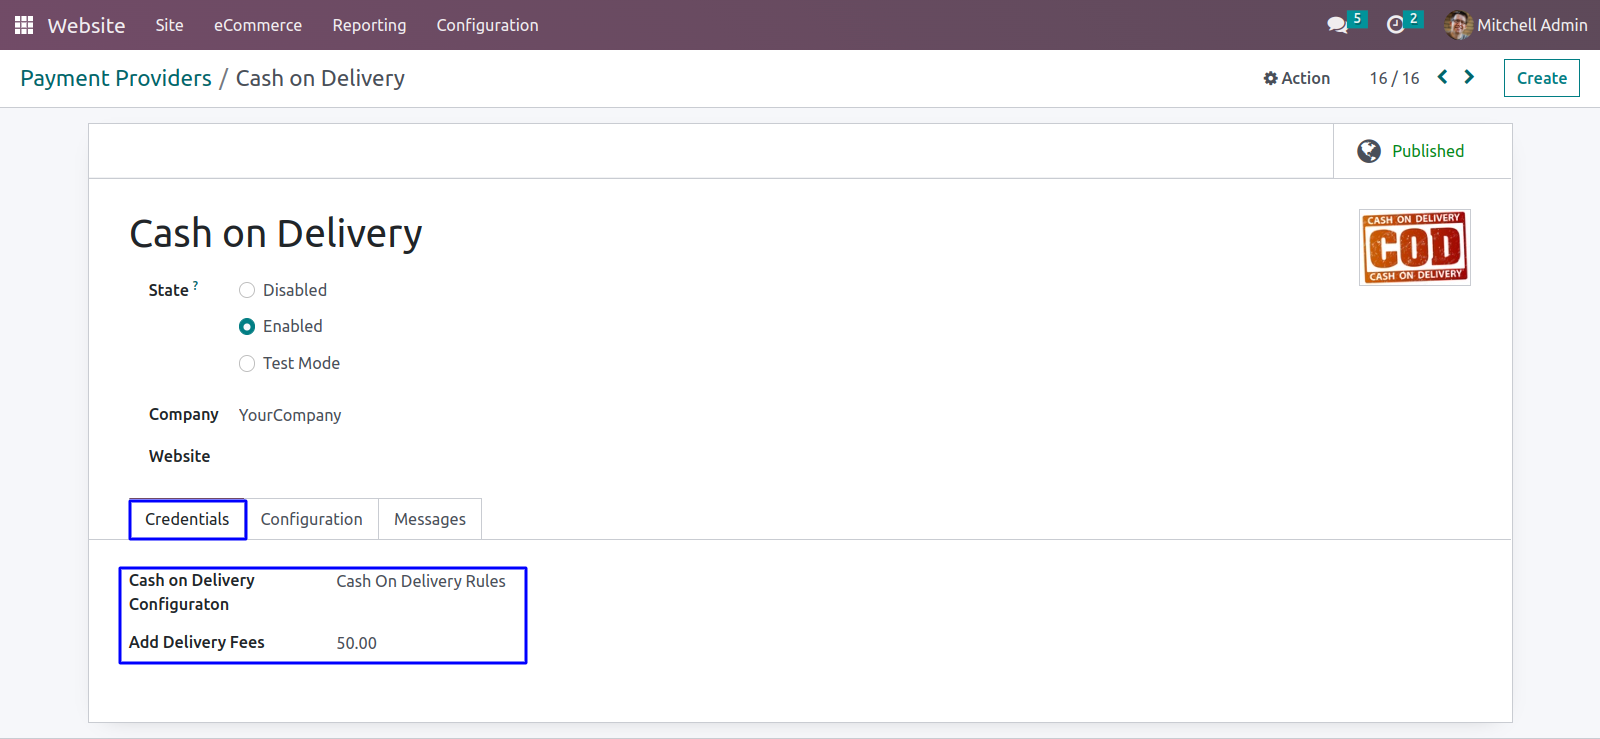 Website Site eCommerce Reporting Configuration 5 2 Mitchell Admin
Payment Providers / Cash on Delivery Action 16 / 16 Create
Published
Cash on Delivery
CASH ON DELIVERY
COD
CASH ON DELIVERY
State ? Disabled
Enabled
Test Mode
Company YourCompany
Website
Credentials Configuration Messages
Cash on Delivery Cash On Delivery Rules
Configuraton
Add Delivery Fees 50.00